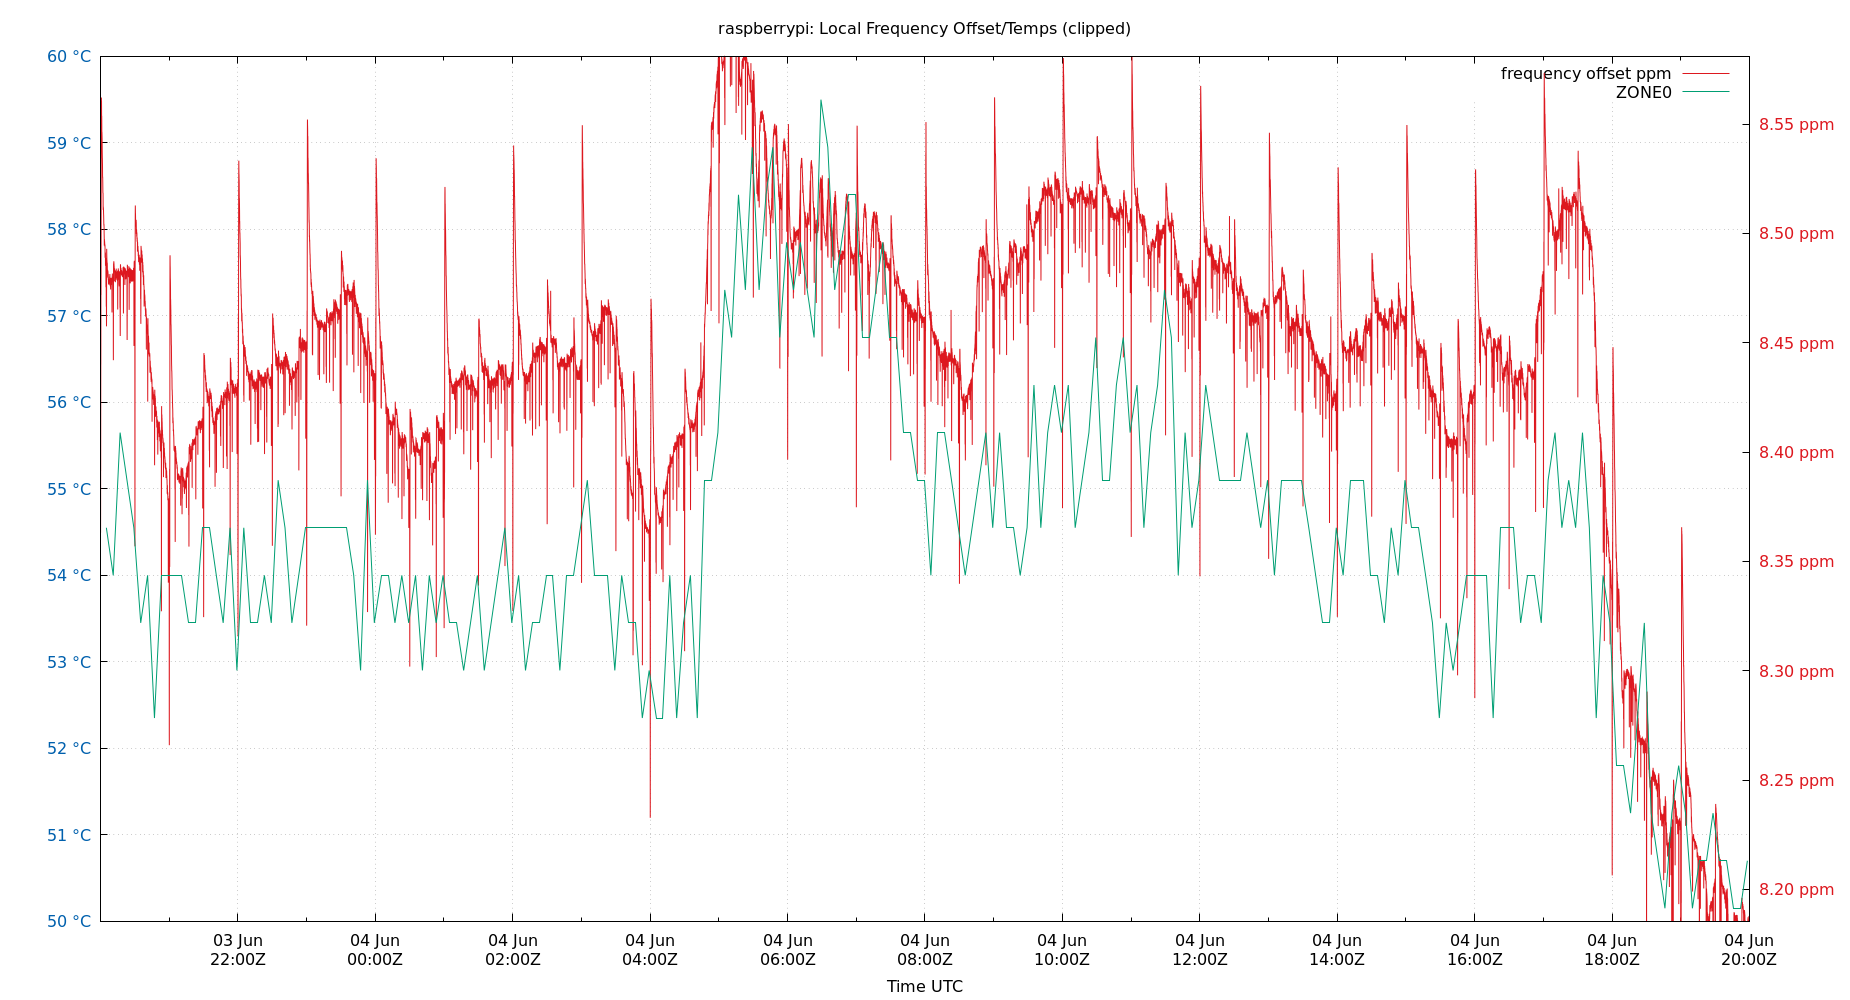 raspberrypi: Local Frequency Offset/Temps (clipped)
frequency offset ppm
ZONE0
60 °C
59 °C
58 °C
57 °C
56 °C
55 °C
54 °C
53 °C
52 °C
51 °C
50 °C
8.55 ppm
8.50 ppm
8.45 ppm
8.40 ppm
8.35 ppm
8.30 ppm
8.25 ppm
8.20 ppm
03 Jun
22:00Z
04 Jun
00:00Z
04 Jun
02:00Z
04 Jun
04:00Z
04 Jun
06:00Z
04 Jun
08:00Z
04 Jun
10:00Z
04 Jun
12:00Z
04 Jun
14:00Z
04 Jun
16:00Z
04 Jun
18:00Z
04 Jun
20:00Z
Time UTC